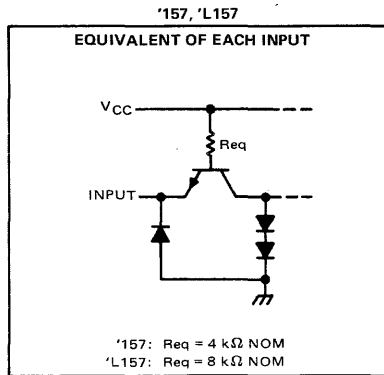 '157, 'L157
EQUIVALENT OF EACH INPUT
VCC
Req
INPUT
'157: Req = 4 kΩ NOM
'L157: Req = 8 kΩ NOM